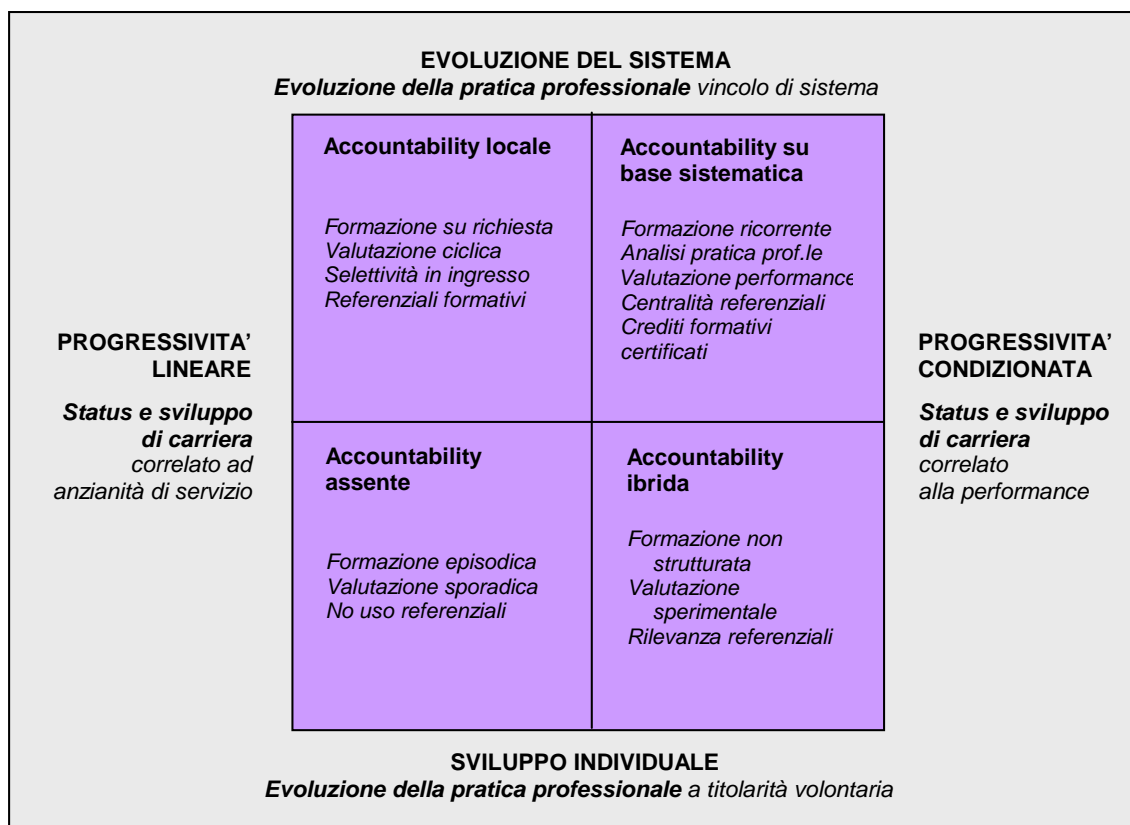 EVOLUZIONE DEL SISTEMA
Evoluzione della pratica professionale vincolo di sistema
Accountability locale
Formazione su richiesta
Valutazione ciclica
Selettività in ingresso
Referenziali formativi
Accountability su
base sistematica
Formazione ricorrente
Analisi pratica prof.le
Valutazione performance
Centralità referenziali
Crediti formativi
certificati
PROGRESSIVITA'
LINEARE
Status e sviluppo
di carriera
correlato ad
anzianità di servizio
PROGRESSIVITA'
CONDIZIONATA
Status e sviluppo
di carriera
correlato
alla performance
Accountability
assente
Formazione episodica
Valutazione sporadica
No uso referenziali
Accountability
ibrida
Formazione non
strutturata
Valutazione
sperimentale
Rilevanza referenziali
SVILUPPO INDIVIDUALE
Evoluzione della pratica professionale a titolarità volontaria